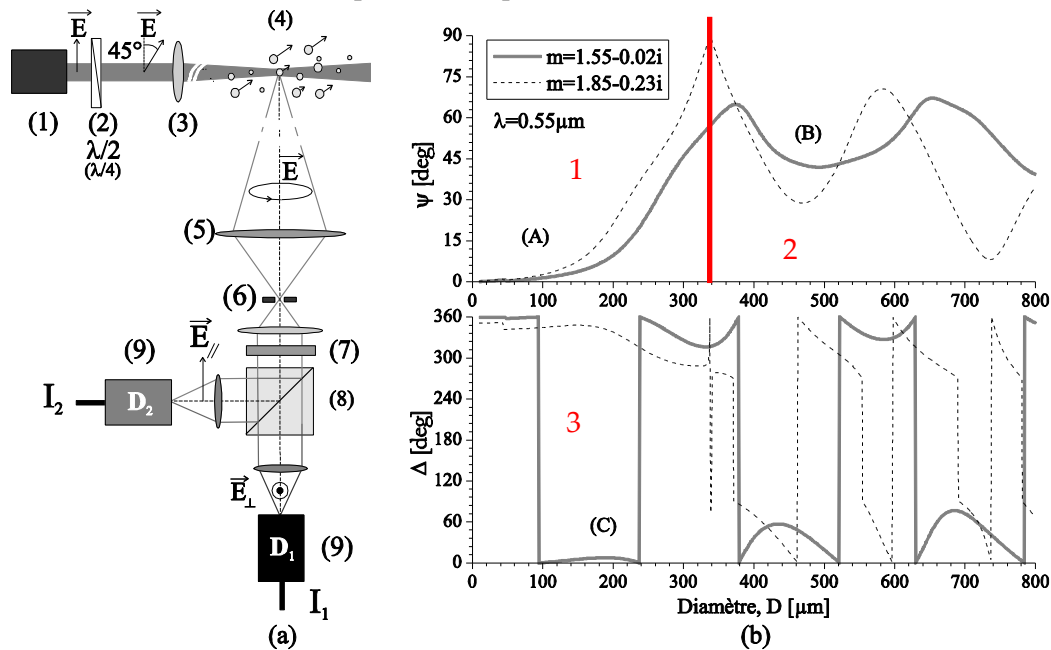 E
E
45°
(4)
(1)
(2)
(3)
λ/2
(λ/4)
E
(5)
(6)
(7)
(9)
E//
I2
D2
(8)
E⊥
D1
(9)
I1
(a)
90
75
60
45
30
15
0
Ψ [deg]
m=1.55-0.02i
m=1.85-0.23i
λ=0.55µm
(B)
1
(A)
2
0 100 200 300 400 500 600 700 800
360
300
240
180
120
60
0
Δ [deg]
3
(C)
0 100 200 300 400 500 600 700 800
Diamètre, D [µm]
(b)